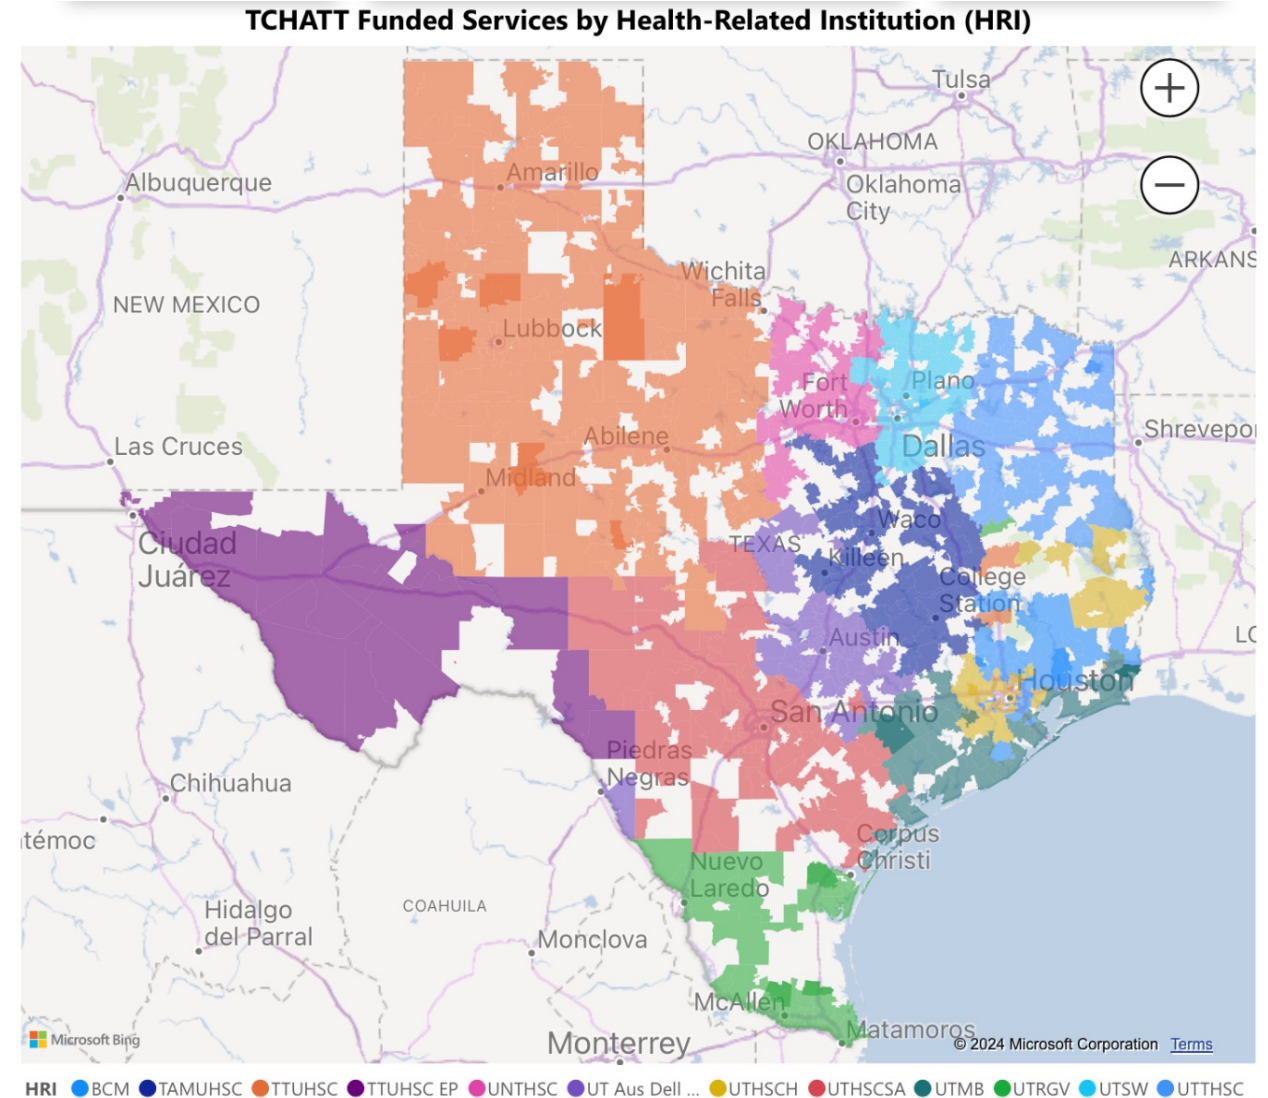 TCHATT Funded Services by Health-Related Institution (HRI)
Tulsa
OKLAHOMA
Amarillo
Albuquerque
Oklahoma
City
ARKANS
Wichita
Falls
NEW MEXICO
Lubbock
Fort
Worth
Plano
Abilene
Dallas
Shrevepor
Las Cruces
Midland
Waco
Ciudad
Juárez
TEXAS
Killeen
College
Station
Austin
LO
Houston
San Antonio
Piedras
Negras
Chihuahua
témoc
Corpus
Christi
Nuevo
Laredo
COAHUILA
Hidalgo
del Parral
Monclova
McAllen
Matamoros
Monterrey
Microsoft Bing
© 2024 Microsoft Corporation Terms
HRI BCM TAMUHSC TTUHSC TTUHSC EP UNTHSC UT Aus Dell ... UTHSCH UTHSCSA UTMB UTRGV UTSW UTTHSC